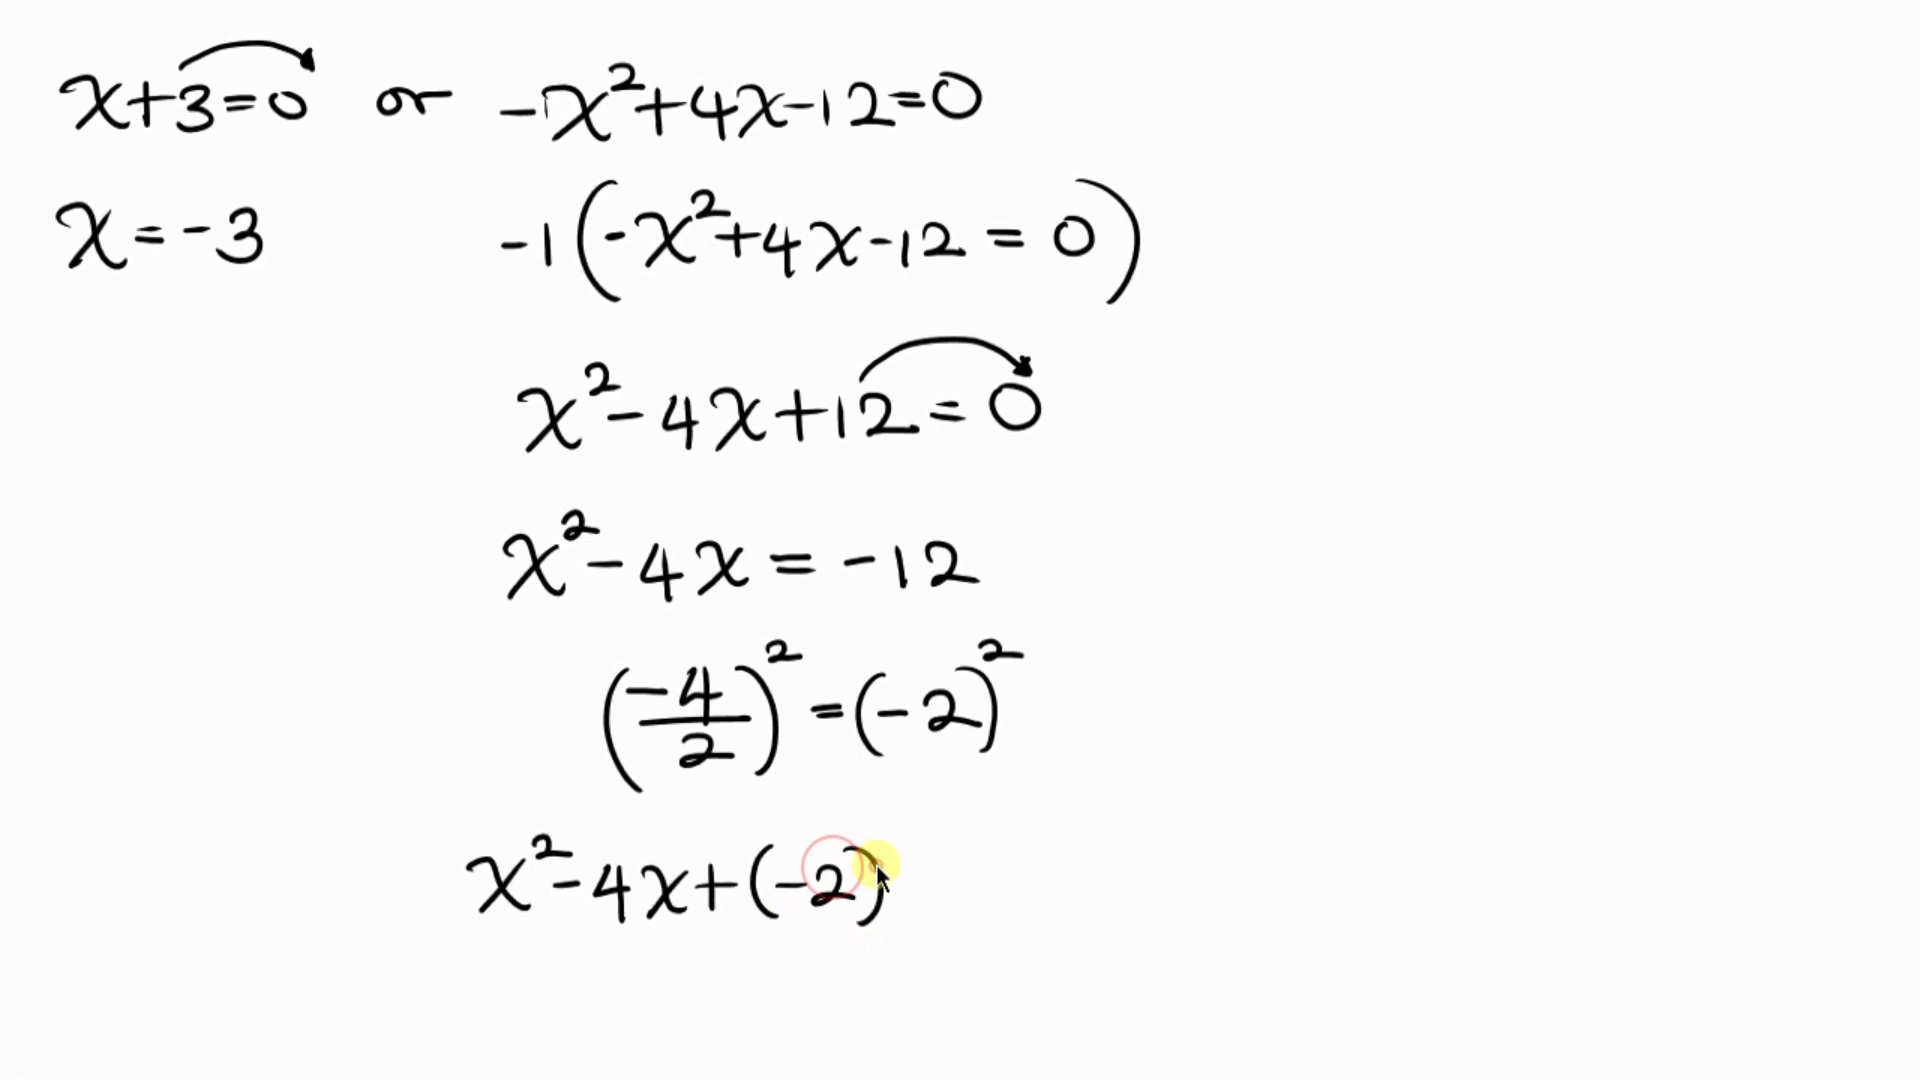 x+3=0 or -x²+4x-12=0
x=-3 -1(-x²+4x-12=0)
x²-4x+12=0
x²-4x=-12
(-4/2)²=(-2)²
x²-4x+(-2)